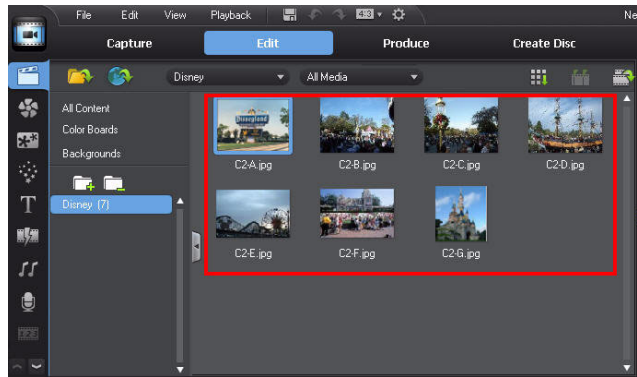 File Edit View Playback 4:3 Ne
Capture Edit Produce Create Disc
Disney All Media
All Content
Color Boards
Backgrounds
Disney (7)
C2-A.jpg C2-B.jpg C2-C.jpg C2-D.jpg
C2-E.jpg C2-F.jpg C2-G.jpg
Disneyland
T